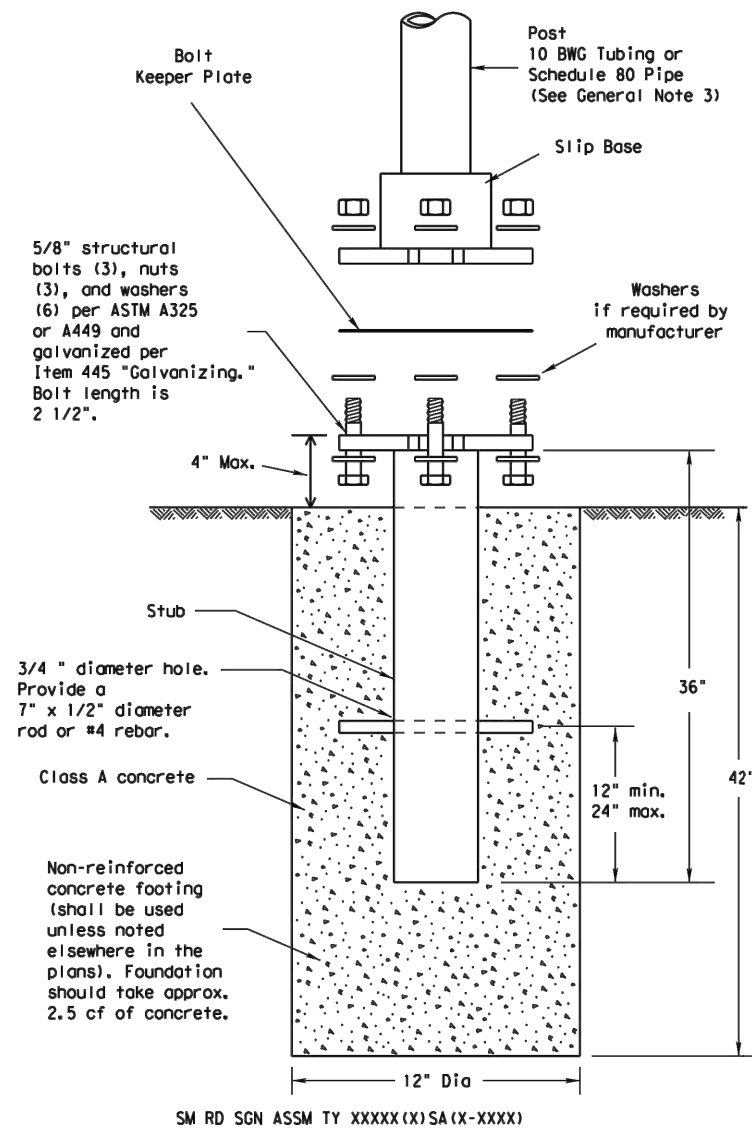 Bolt
Keeper Plate
Post
10 BWG Tubing or
Schedule 80 Pipe
(See General Note 3)
Slip Base
5/8" structural
bolts (3), nuts
(3), and washers
(6) per ASTM A325
or A449 and
galvanized per
Item 445 "Galvanizing."
Bolt length is
2 1/2".
Washers
if required by
manufacturer
4" Max.
Stub
3/4 " diameter hole.
Provide a
7" x 1/2" diameter
rod or #4 rebar.
36"
12" min.
24" max.
42"
Class A concrete
Non-reinforced
concrete footing
(shall be used
unless noted
elsewhere in the
plans). Foundation
should take approx.
2.5 cf of concrete.
12" Dia
SM RD SGN ASSM TY XXXXX(X)SA(X-XXXX)